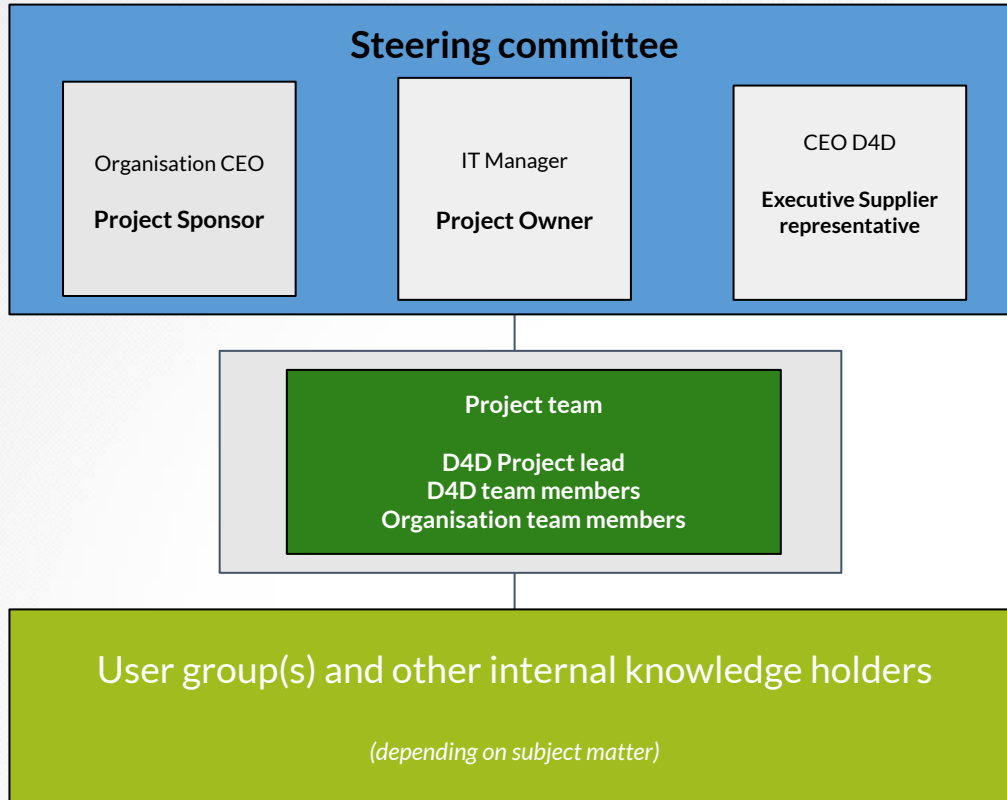 Steering committee
Organisation CEO
Project Sponsor
IT Manager
Project Owner
CEO D4D
Executive Supplier
representative
Project team
D4D Project lead
D4D team members
Organisation team members
User group(s) and other internal knowledge holders
(depending on subject matter)